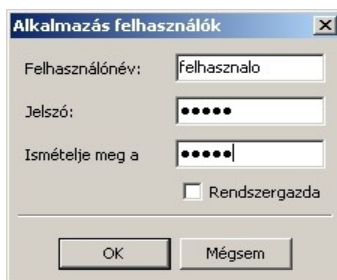 Alkalmazás felhasználók
Felhasználónév: felhasznalo
Jelszó: ●●●●●
Ismételje meg a ●●●●●
Rendszergazda
OK Mégsem